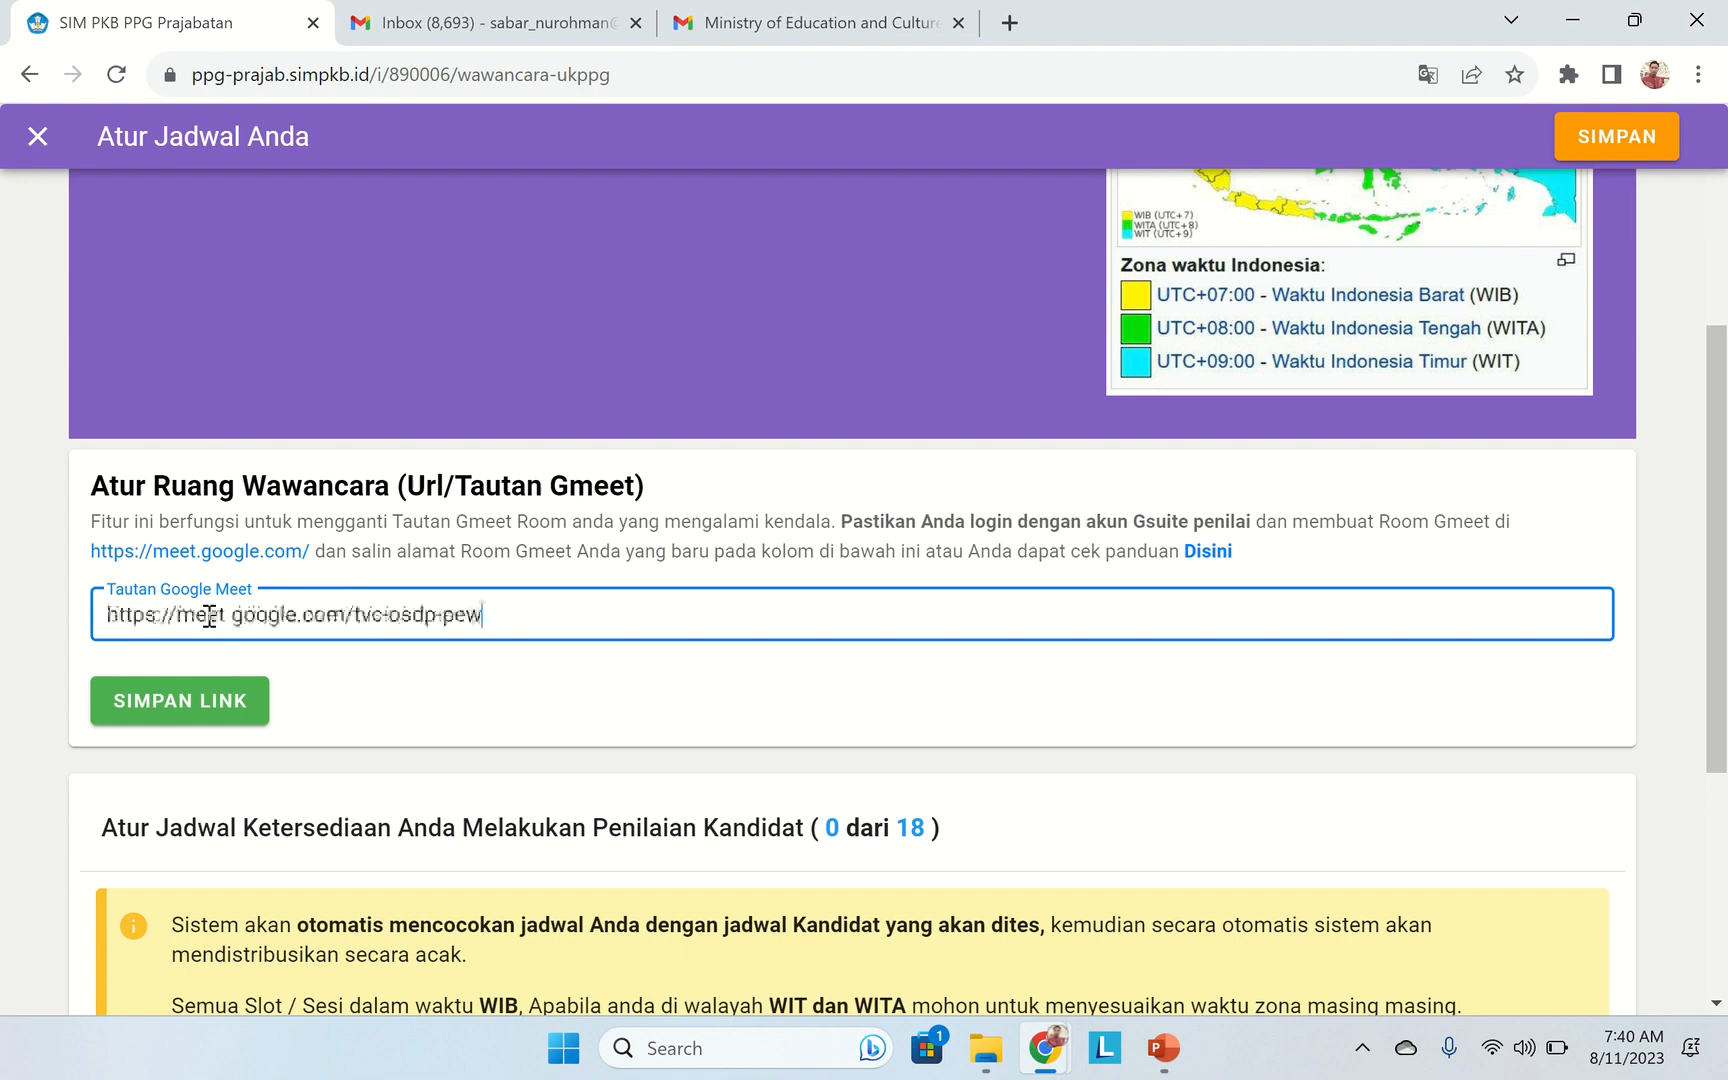 SIM PKB PPG Prajabatan
Inbox (8,693) - sabar_nurohman@
Ministry of Education and Culture
ppg-prajab.simpkb.id/i/890006/wawancara-ukppg
Atur Jadwal Anda
SIMPAN
WIB (UTC+7)
WITA (UTC+8)
WIT (UTC+9)
Zona waktu Indonesia:
UTC+07:00 - Waktu Indonesia Barat (WIB)
UTC+08:00 - Waktu Indonesia Tengah (WITA)
UTC+09:00 - Waktu Indonesia Timur (WIT)
Atur Ruang Wawancara (Url/Tautan Gmeet)
Fitur ini berfungsi untuk mengganti Tautan Gmeet Room anda yang mengalami kendala. Pastikan Anda login dengan akun Gsuite penilai dan membuat Room Gmeet di
https://meet.google.com/ dan salin alamat Room Gmeet Anda yang baru pada kolom di bawah ini atau Anda dapat cek panduan Disini
Tautan Google Meet
https://meet.google.com/tvc-osdp-pew
SIMPAN LINK
Atur Jadwal Ketersediaan Anda Melakukan Penilaian Kandidat ( 0 dari 18 )
Sistem akan otomatis mencocokan jadwal Anda dengan jadwal Kandidat yang akan dites, kemudian secara otomatis sistem akan
mendistribusikan secara acak.
Semua Slot / Sesi dalam waktu WIB, Apabila anda di walayah WIT dan WITA mohon untuk menyesuaikan waktu zona masing masing.
Search
1
L
P
7:40 AM
8/11/2023